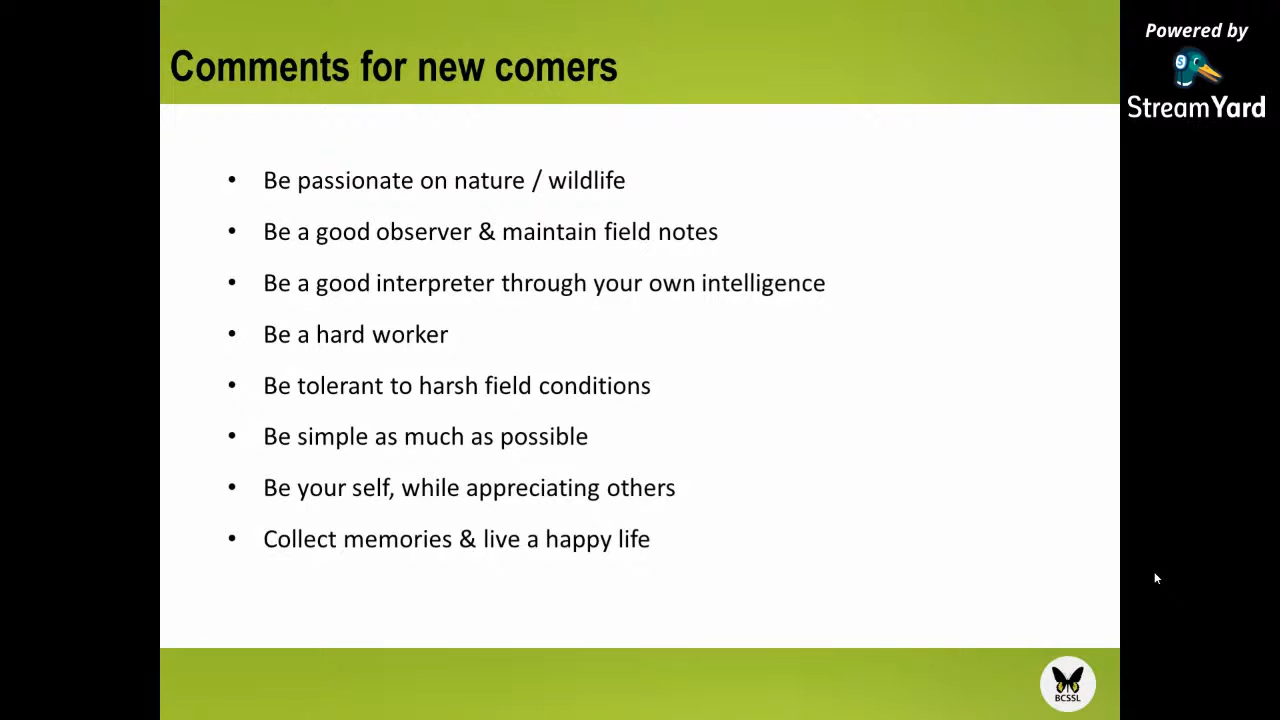 Comments for new comers
Powered by
StreamYard
• Be passionate on nature / wildlife
• Be a good observer & maintain field notes
• Be a good interpreter through your own intelligence
• Be a hard worker
• Be tolerant to harsh field conditions
• Be simple as much as possible
• Be your self, while appreciating others
• Collect memories & live a happy life
BCSSL